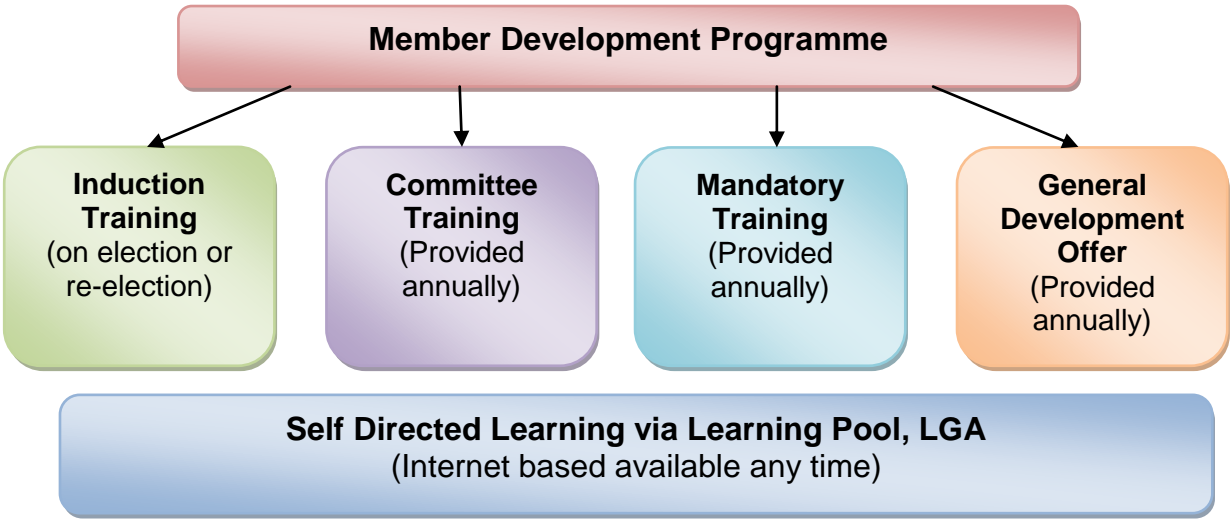 Member Development Programme
Induction
Training
(on election or
re-election)
Committee
Training
(Provided
annually)
Mandatory
Training
(Provided
annually)
General
Development
Offer
(Provided
annually)
Self Directed Learning via Learning Pool, LGA
(Internet based available any time)